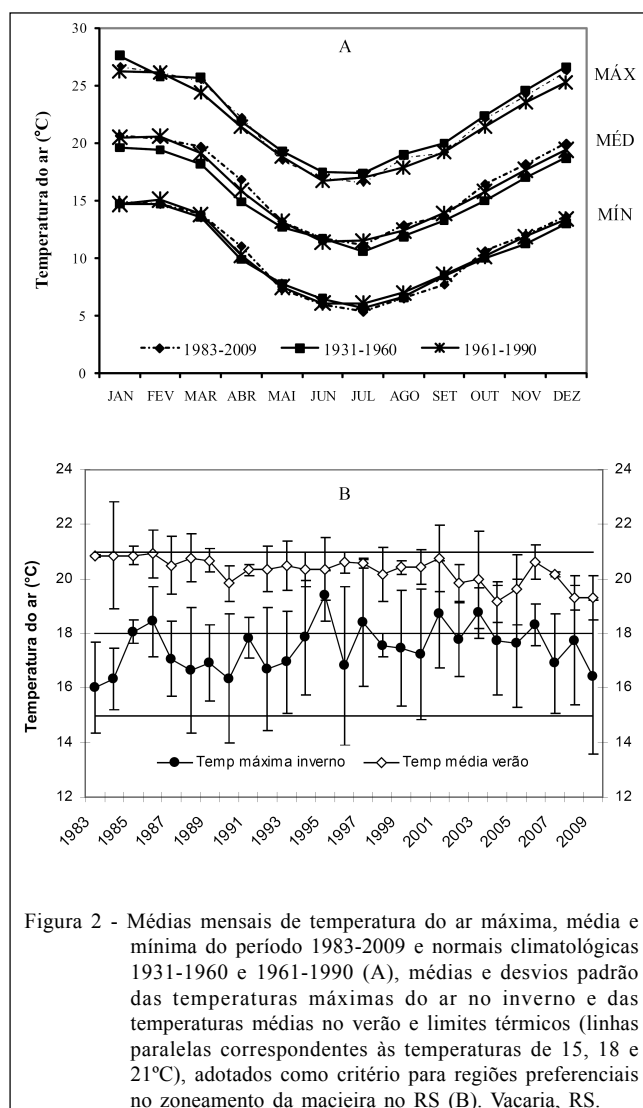 A
30
25
20
15
10
5
0
Temperatura do ar (°C)
MÁX
MÉD
MÍN
1983-2009 1931-1960 1961-1990
JAN FEV MAR ABR MAI JUN JUL AGO SET OUT NOV DEZ
B
24 24
22 22
20 20
18 18
16 16
14 14
12 12
Temperatura do ar (°C)
Temp máxima inverno Temp média verão
1983 1985 1987 1989 1991 1993 1995 1997 1999 2001 2003 2005 2007 2009
Figura 2 - Médias mensais de temperatura do ar máxima, média e
mínima do período 1983-2009 e normais climatológicas
1931-1960 e 1961-1990 (A), médias e desvios padrão
das temperaturas máximas do ar no inverno e das
temperaturas médias no verão e limites térmicos (linhas
paralelas correspondentes às temperaturas de 15, 18 e
21ºC), adotados como critério para regiões preferenciais
no zoneamento da macieira no RS (B). Vacaria, RS.